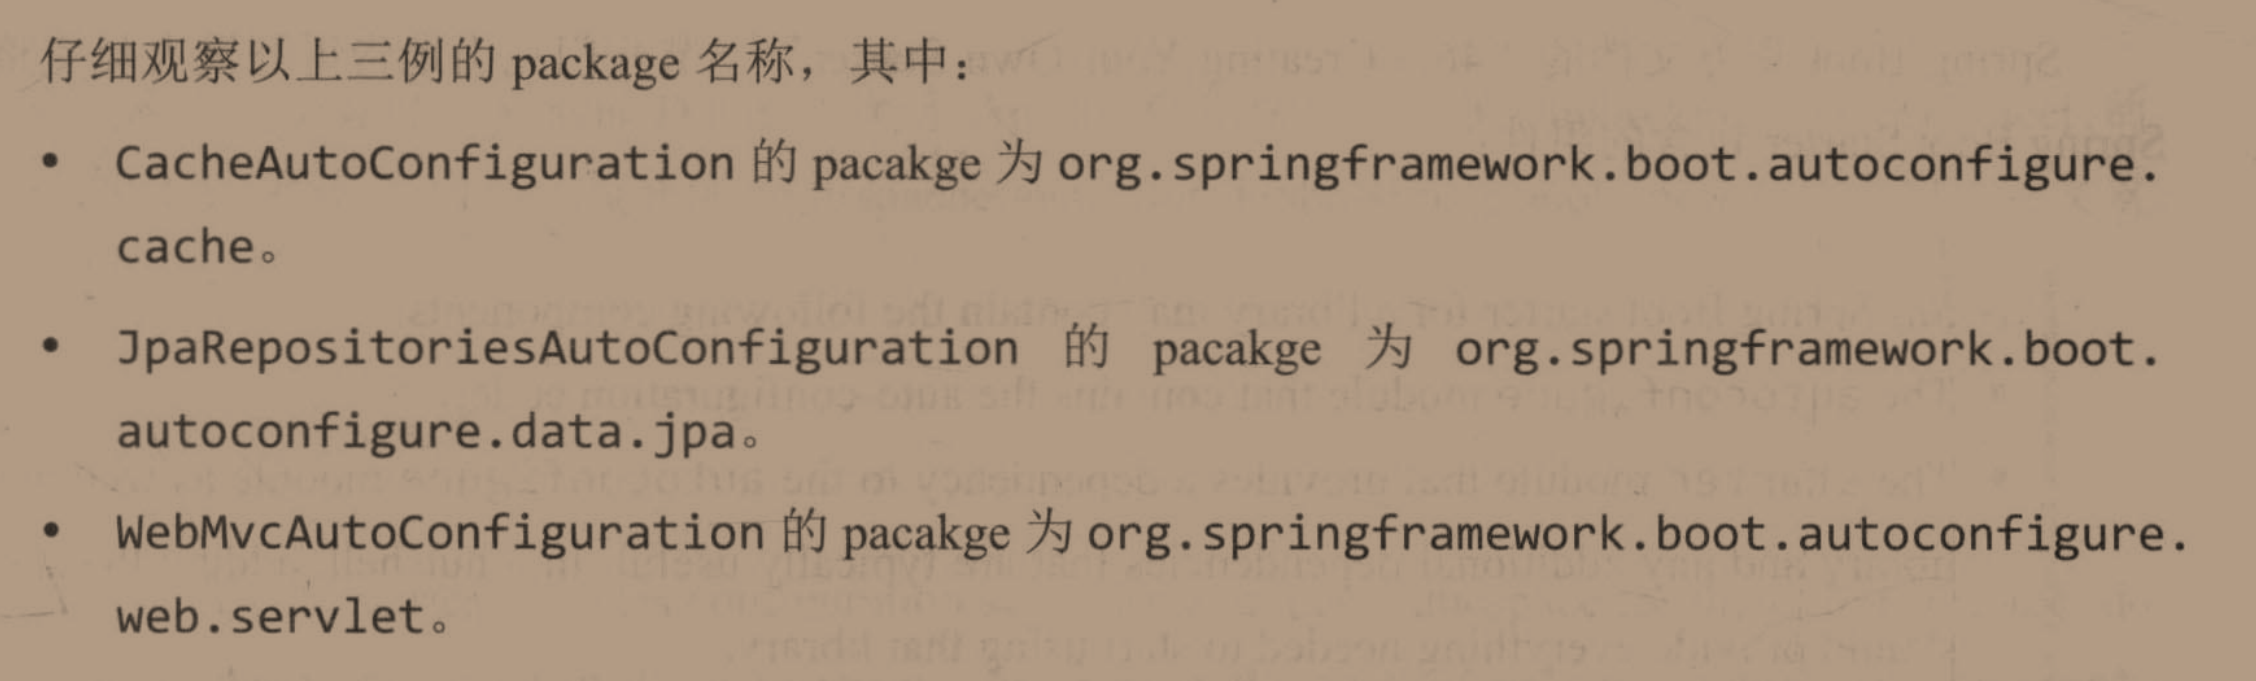 仔细观察以上三例的 package 名称，其中：
• CacheAutoConfiguration 的 pacakge 为 org.springframework.boot.autoconfigure.
cache。
• JpaRepositoriesAutoConfiguration 的 pacakge 为 org.springframework.boot.
autoconfigure.data.jpa。
• WebMvcAutoConfiguration 的 pacakge 为 org.springframework.boot.autoconfigure.
web.servlet。